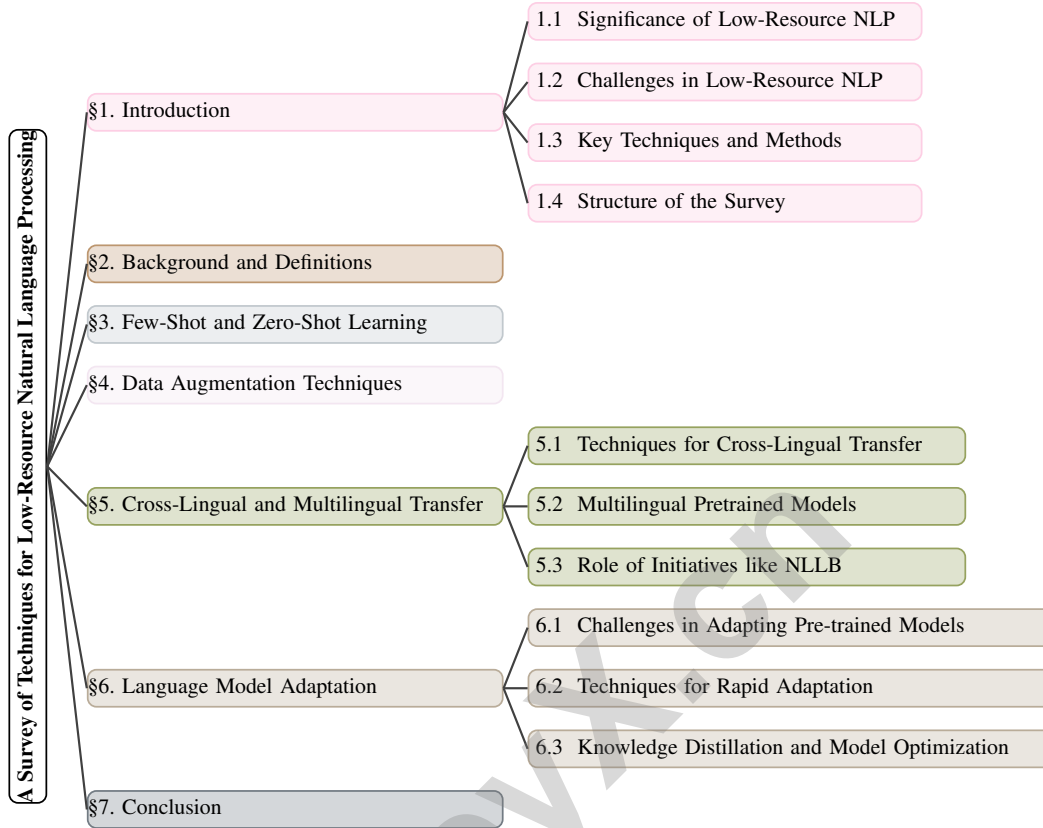 A Survey of Techniques for Low-Resource Natural Language Processing
§1. Introduction
1.1 Significance of Low-Resource NLP
1.2 Challenges in Low-Resource NLP
1.3 Key Techniques and Methods
1.4 Structure of the Survey
§2. Background and Definitions
§3. Few-Shot and Zero-Shot Learning
§4. Data Augmentation Techniques
§5. Cross-Lingual and Multilingual Transfer
5.1 Techniques for Cross-Lingual Transfer
5.2 Multilingual Pretrained Models
5.3 Role of Initiatives like NLLB
§6. Language Model Adaptation
6.1 Challenges in Adapting Pre-trained Models
6.2 Techniques for Rapid Adaptation
6.3 Knowledge Distillation and Model Optimization
§7. Conclusion